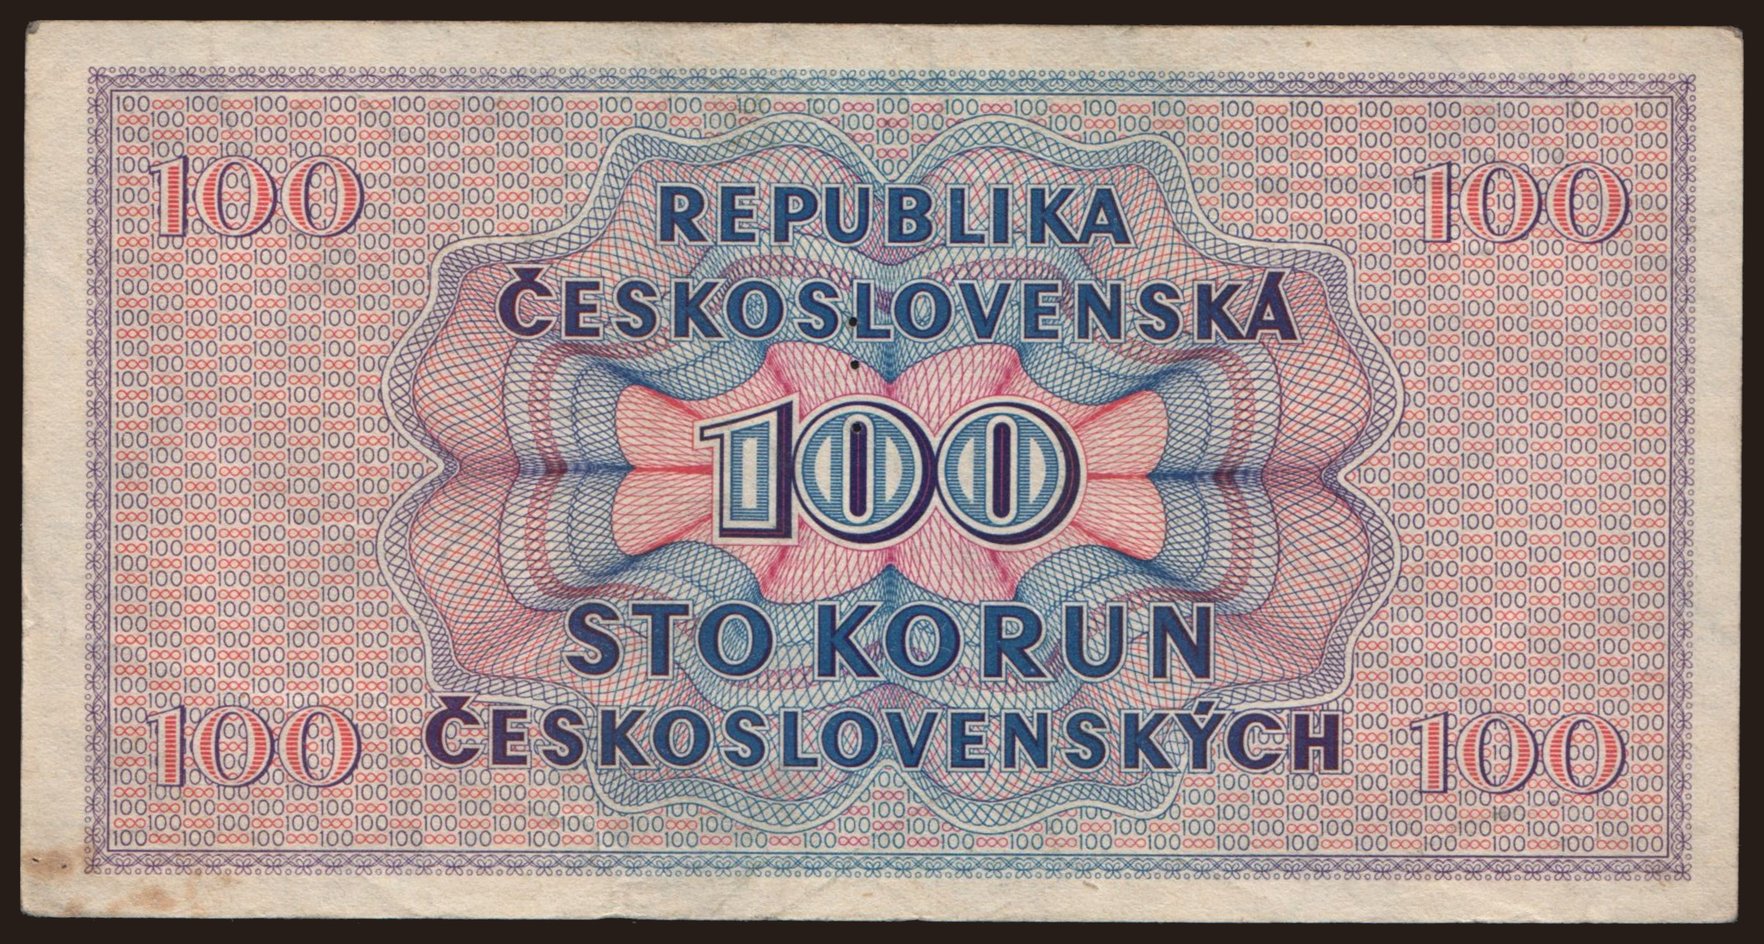 100 100
REPUBLIKA
ČESKOSLOVENSKÁ
100
STO KORUN
ČESKOSLOVENSKÝCH
100 100